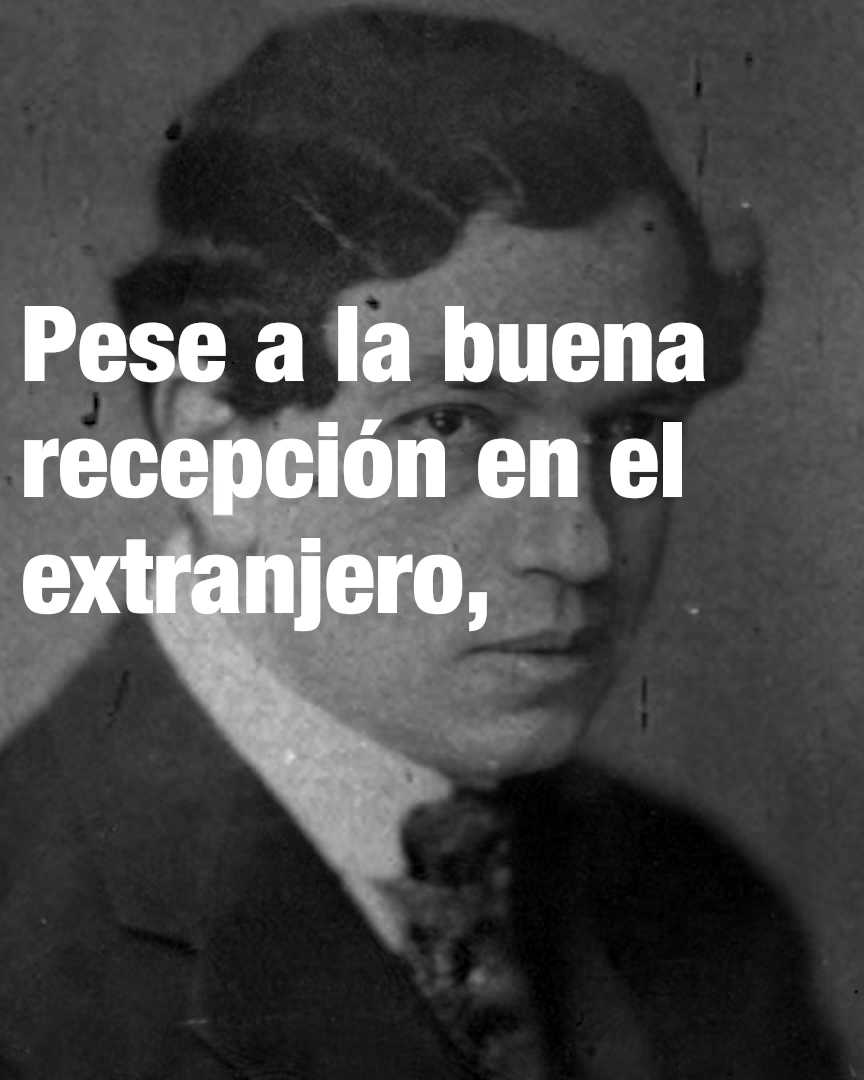 Pese a la buena
recepción en el
extranjero,